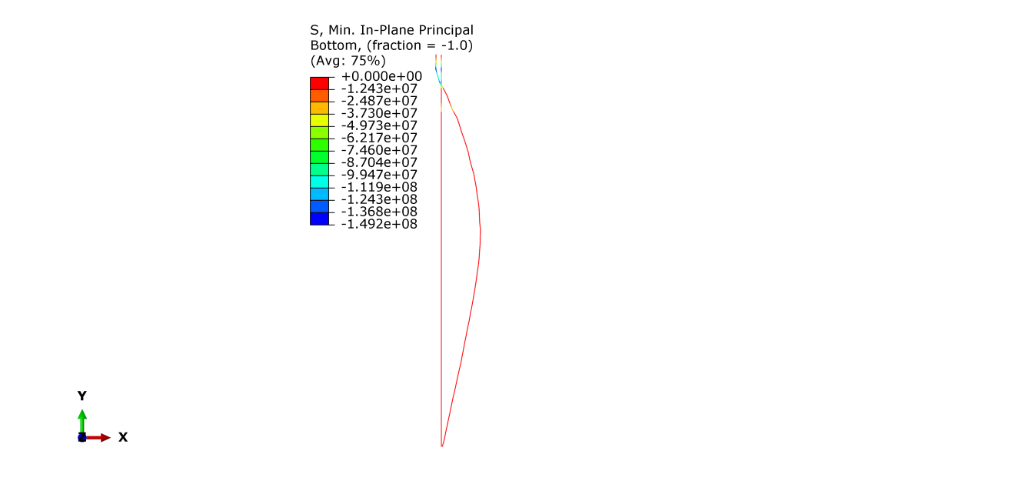 S, Min. In-Plane Principal
Bottom, (fraction = -1.0)
(Avg: 75%)
+0.000e+00
-1.243e+07
-2.487e+07
-3.730e+07
-4.973e+07
-6.217e+07
-7.460e+07
-8.704e+07
-9.947e+07
-1.119e+08
-1.243e+08
-1.368e+08
-1.492e+08
Y
X